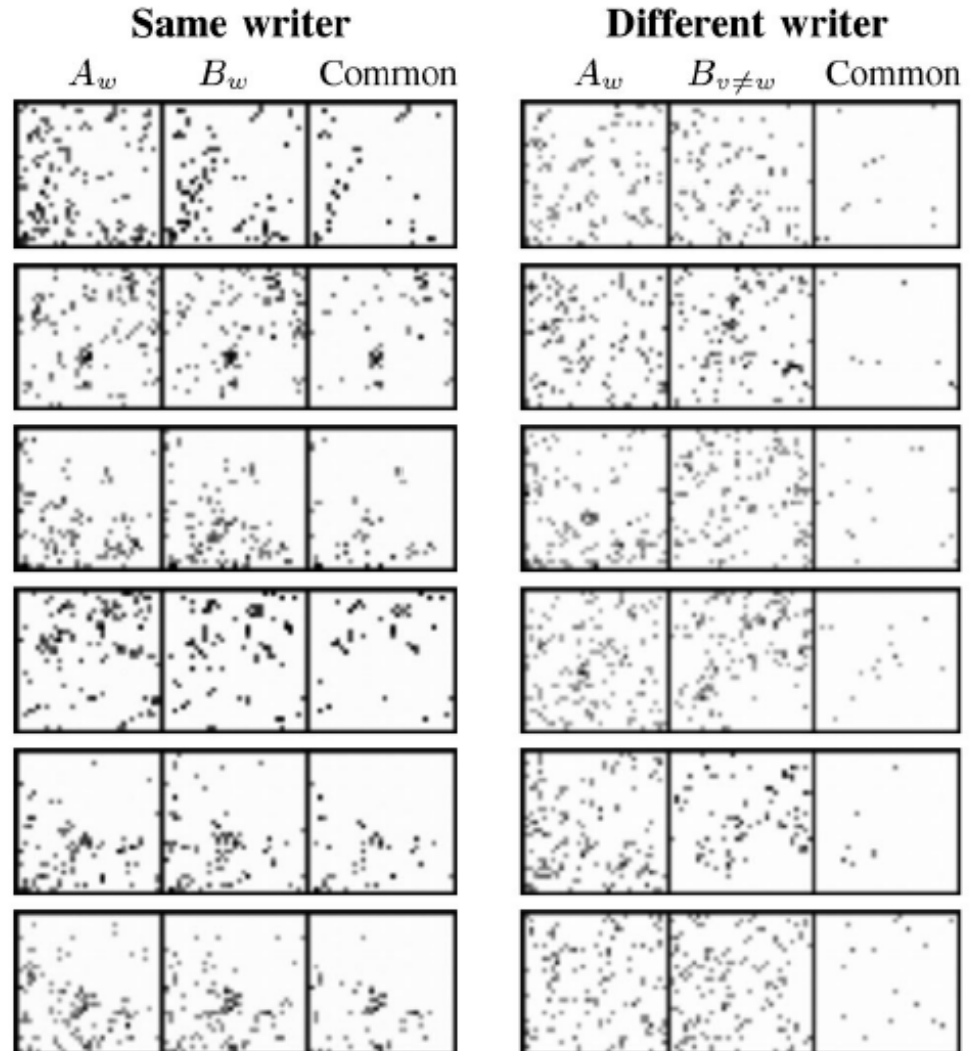 Same writer Different writer
A_w B_w Common A_w B_{v≠w} Common